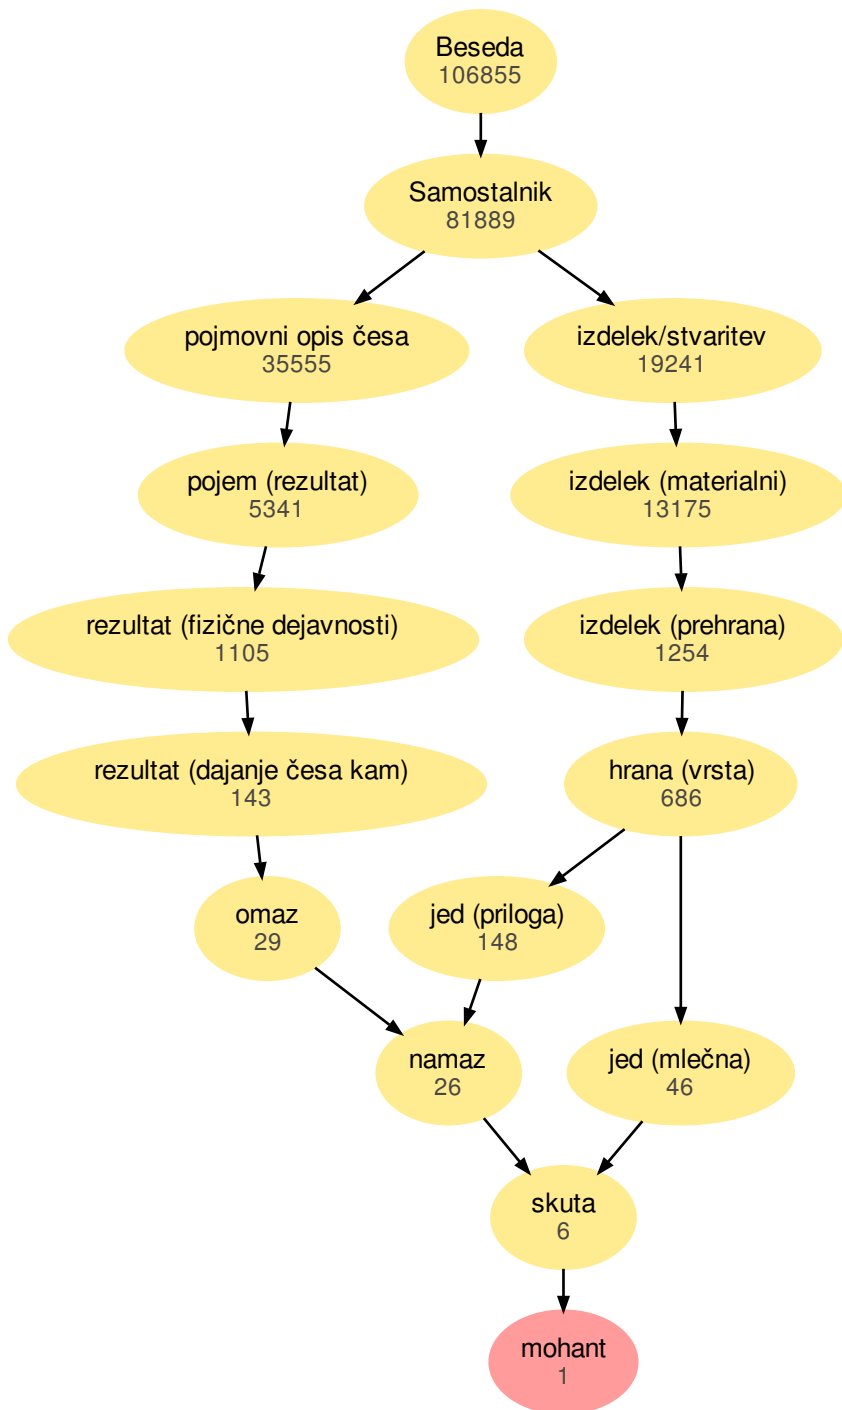 Beseda
106855
Samostalnik
81889
pojmovni opis česa
35555
izdelek/stvaritev
19241
pojem (rezultat)
5341
izdelek (materialni)
13175
rezultat (fizične dejavnosti)
1105
izdelek (prehrana)
1254
rezultat (dajanje česa kam)
143
hrana (vrsta)
686
omaz
29
jed (priloga)
148
namaz
26
jed (mlečna)
46
skuta
6
mohant
1